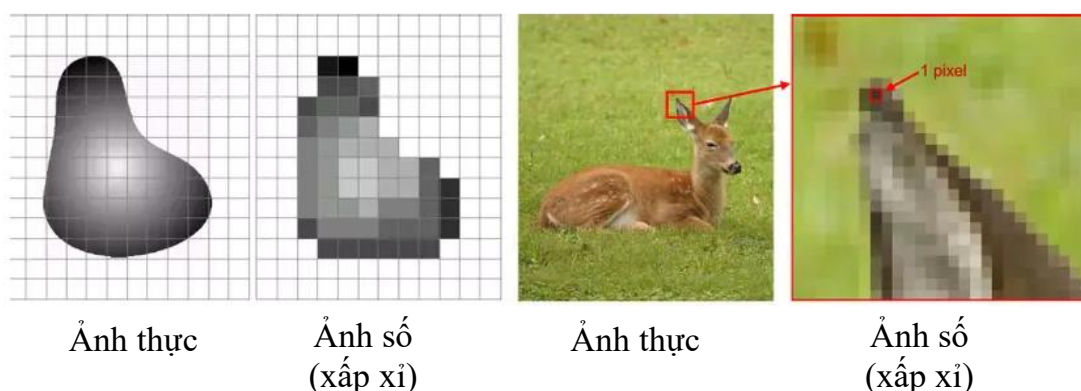 1 pixel
Ảnh thực
Ảnh số
(xấp xỉ)
Ảnh thực
Ảnh số
(xấp xỉ)